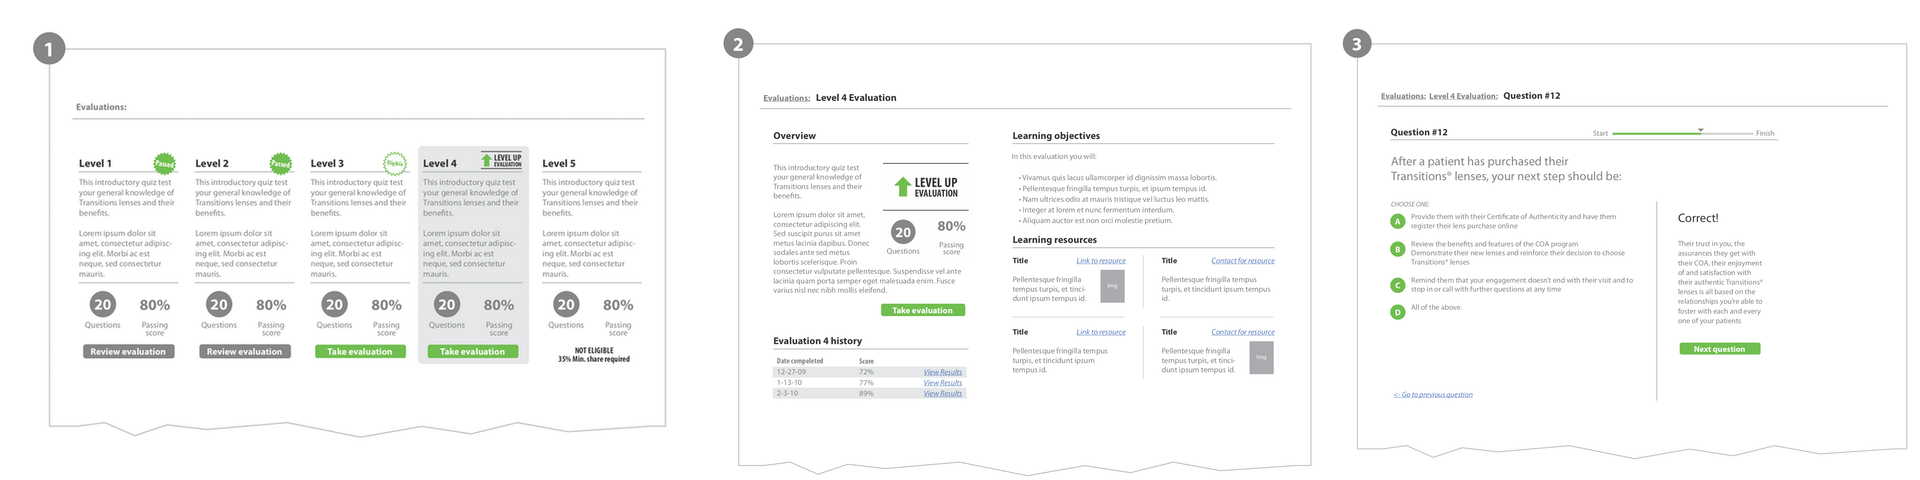 1
Evaluations:
Level 1
Passed
This introductory quiz test
your general knowledge of
Transitions lenses and their
benefits.
Lorem ipsum dolor sit
amet, consectetur adipisc-
ing elit. Morbi ac est
neque, sed consectetur
mauris.
20
Questions
80%
Passing
score
Review evaluation
Level 2
Passed
This introductory quiz test
your general knowledge of
Transitions lenses and their
benefits.
Lorem ipsum dolor sit
amet, consectetur adipisc-
ing elit. Morbi ac est
neque, sed consectetur
mauris.
20
Questions
80%
Passing
score
Review evaluation
Level 3
Eligible
This introductory quiz test
your general knowledge of
Transitions lenses and their
benefits.
Lorem ipsum dolor sit
amet, consectetur adipisc-
ing elit. Morbi ac est
neque, sed consectetur
mauris.
20
Questions
80%
Passing
score
Take evaluation
Level 4
LEVEL UP
EVALUATION
This introductory quiz test
your general knowledge of
Transitions lenses and their
benefits.
Lorem ipsum dolor sit
amet, consectetur adipisc-
ing elit. Morbi ac est
neque, sed consectetur
mauris.
20
Questions
80%
Passing
score
Take evaluation
Level 5
This introductory quiz test
your general knowledge of
Transitions lenses and their
benefits.
Lorem ipsum dolor sit
amet, consectetur adipisc-
ing elit. Morbi ac est
neque, sed consectetur
mauris.
20
Questions
80%
Passing
score
NOT ELIGIBLE
35% Min. share required
2
Evaluations: Level 4 Evaluation
Overview
This introductory quiz test
your general knowledge of
Transitions lenses and their
benefits.
Lorem ipsum dolor sit amet,
consectetur adipiscing elit.
Sed suscipit purus sit amet
metus lacinia dapibus. Donec
sodales ante sed metus
lobortis scelerisque. Proin
consectetur vulputate pellentesque. Suspendisse vel ante
lacinia quam porta semper eget malesuada enim. Fusce
varius nisl nec nibh mollis eleifend.
LEVEL UP
EVALUATION
20
Questions
80%
Passing
score
Take evaluation
Evaluation 4 history
Date compeleted Score
12-27-09 72% View Results
1-13-10 77% View Results
2-3-10 89% View Results
Learning objectives
In this evaluation you will:
• Vivamus quis lacus ullamcorper id dignissim massa lobortis.
• Pellentesque fringilla tempus turpis, et ipsum tempus id.
• Nam ultrices odio at mauris tristique vel luctus leo mattis.
• Integer at lorem et nunc fermentum interdum.
• Aliquam auctor est non orci molestie pretium.
Learning resources
Title Link to resource
Pellentesque fringilla
tempus turpis, et tinci-
dunt ipsum tempus id.
Img
Title Contact for resource
Pellentesque fringilla tempus
turpis, et tincidunt ipsum tempus
id.
Title Link to resource
Pellentesque fringilla tempus
turpis, et tincidunt ipsum
tempus id.
Title Contact for resource
Pellentesque fringilla
tempus turpis, et tinci-
dunt ipsum tempus id.
Img
3
Evaluations: Level 4 Evaluation: Question #12
Question #12
Start Finish
After a patient has purchased their
Transitions® lenses, your next step should be:
CHOOSE ONE:
A Provide them with their Certificate of Authenticity and have them
register their lens purchase online
B Review the benefits and features of the COA program
Demonstrate their new lenses and reinforce their decision to choose
Transitions® lenses
C Remind them that your engagement doesn't end with their visit and to
stop in or call with further questions at any time
D All of the above.
<- Go to previous question
Correct!
Their trust in you, the
assurances they get with
their COA, their enjoyment
of and satisfaction with
their authentic Transitions®
lenses is all based on the
relationships you're able to
foster with each and every
one of your patients
Next question